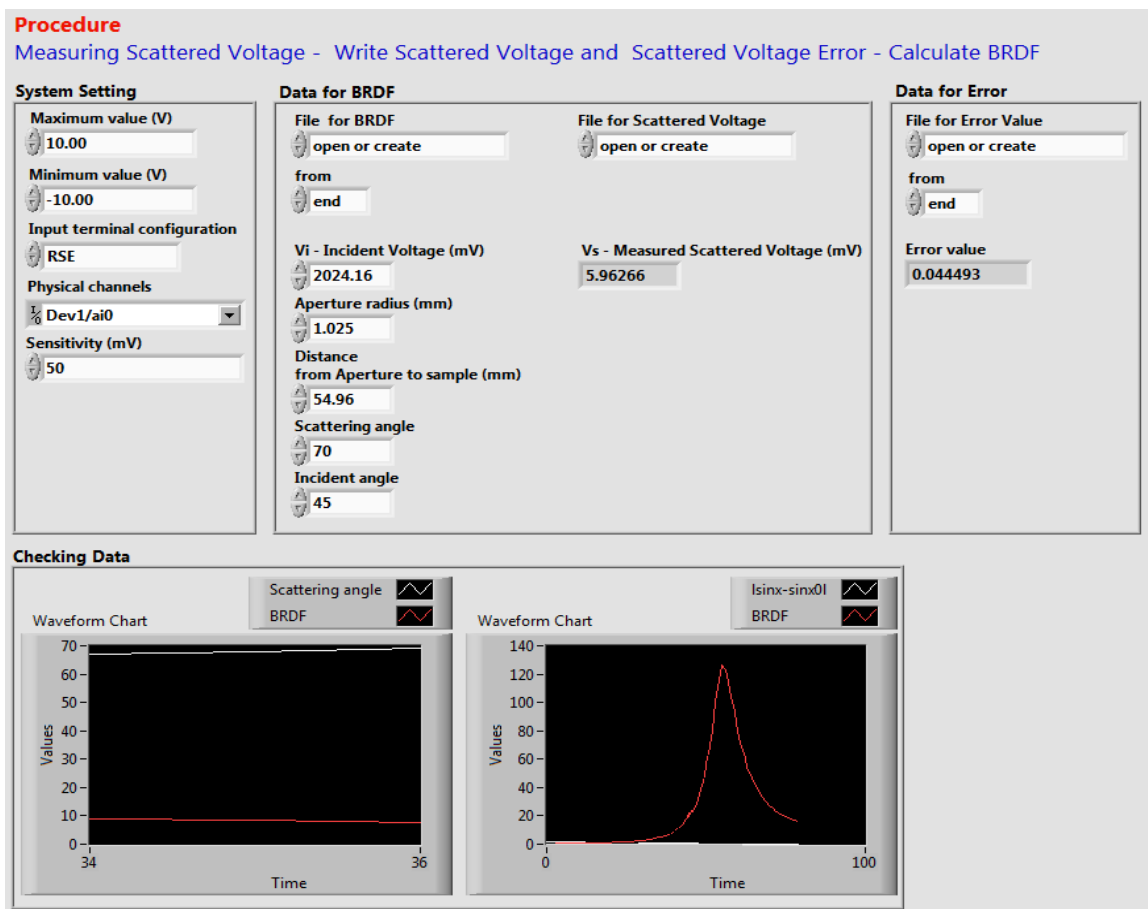 Procedure
Measuring Scattered Voltage - Write Scattered Voltage and Scattered Voltage Error - Calculate BRDF
System Setting
Maximum value (V)
10.00
Minimum value (V)
-10.00
Input terminal configuration
RSE
Physical channels
I/O Dev1/ai0
Sensitivity (mV)
50
Data for BRDF
File for BRDF
open or create
from
end
Vi - Incident Voltage (mV)
2024.16
Aperture radius (mm)
1.025
Distance
from Aperture to sample (mm)
54.96
Scattering angle
70
Incident angle
45
File for Scattered Voltage
open or create
Vs - Measured Scattered Voltage (mV)
5.96266
Data for Error
File for Error Value
open or create
from
end
Error value
0.044493
Checking Data
Scattering angle
BRDF
Waveform Chart
70
60
50
40
30
20
10
0
Values
34 36
Time
Isinx-sinx0I
BRDF
Waveform Chart
140
120
100
80
60
40
20
0
Values
0 100
Time